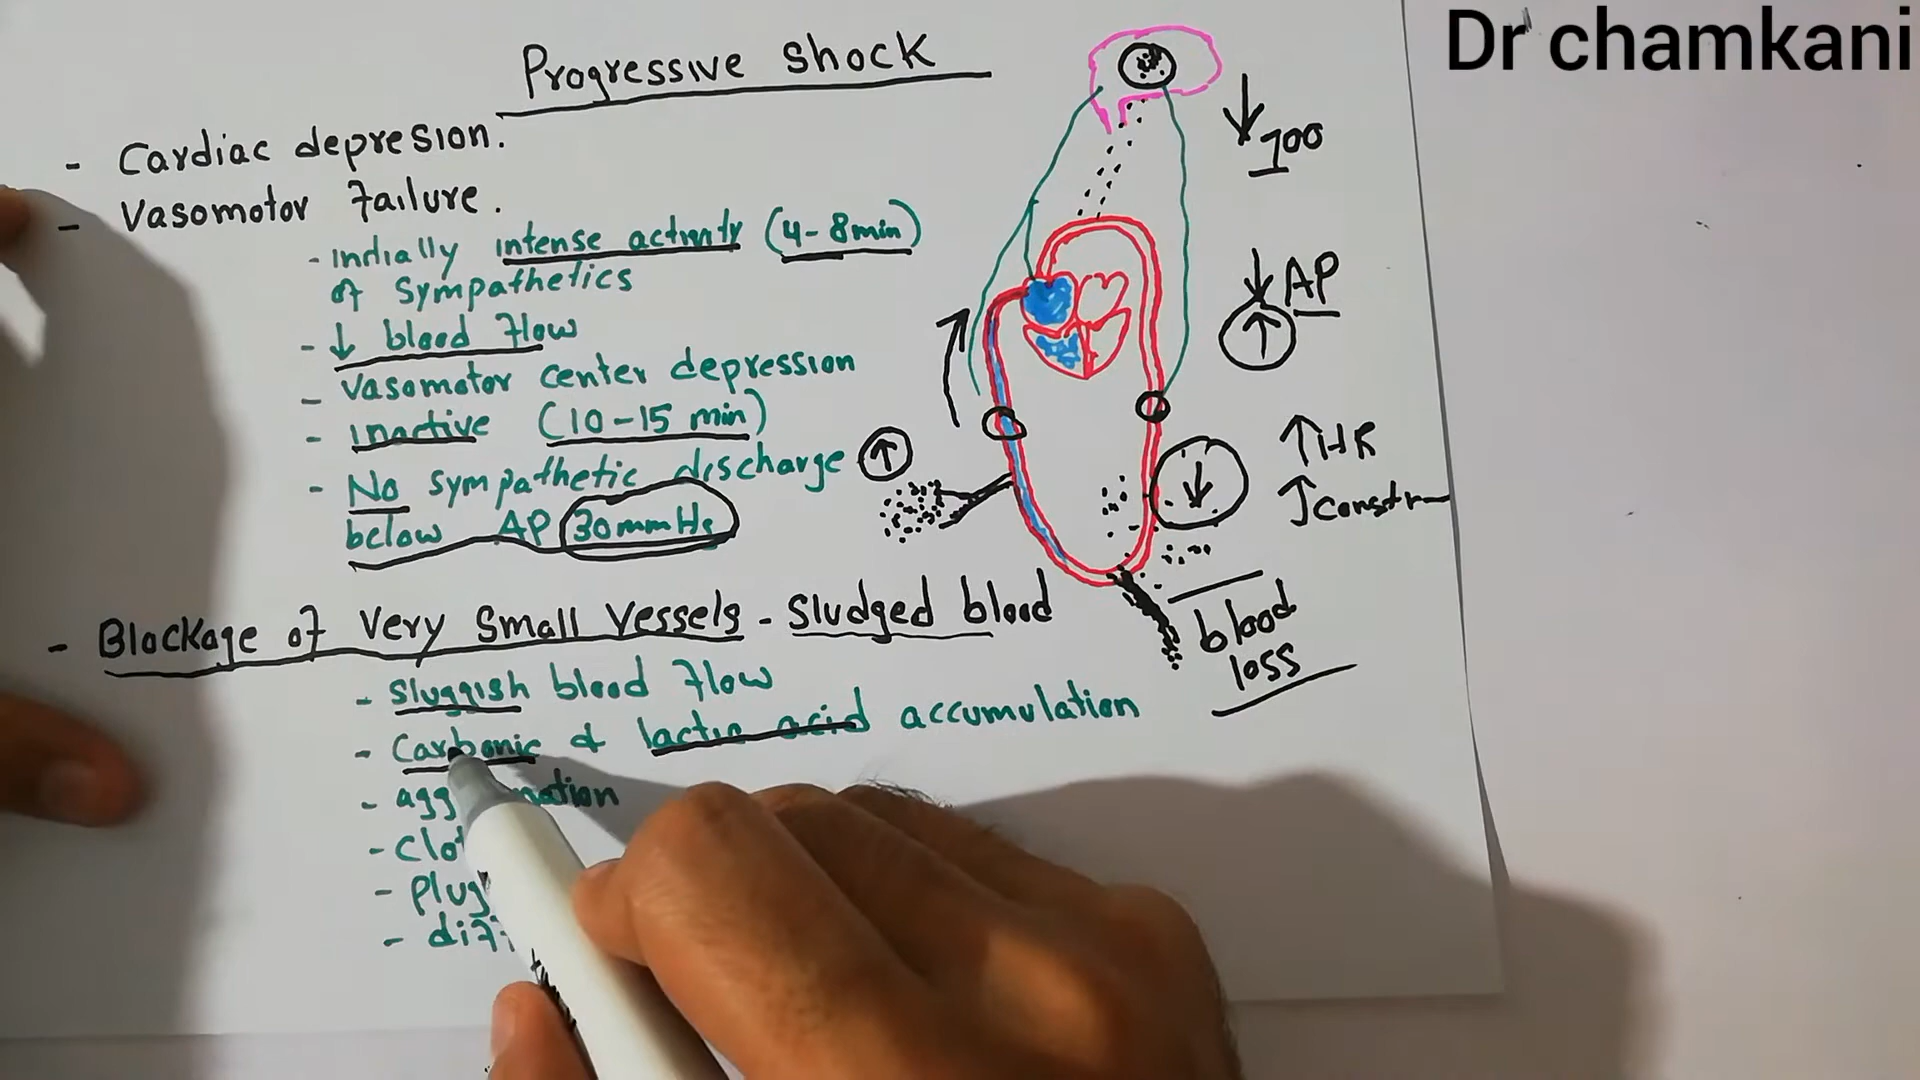 Dr chamkani
Progressive shock
- Cardiac depresion.
- Vasomotor Failure.
- Indially intense activity (4-8min)
of Sympathetics
- ↓ blood Flow
- Vasomotor center depression
- Inactive (10-15 min)
- No sympathetic discharge
below AP 30mmHg
- Blockage of Very Small Vessels - Sludged blood
- Sluggish blood Flow
- Carbonic & lactic acid accumulation
↓ 100
↓ AP
↑
↑
↓
↑ HR
↑ constr
blood
loss